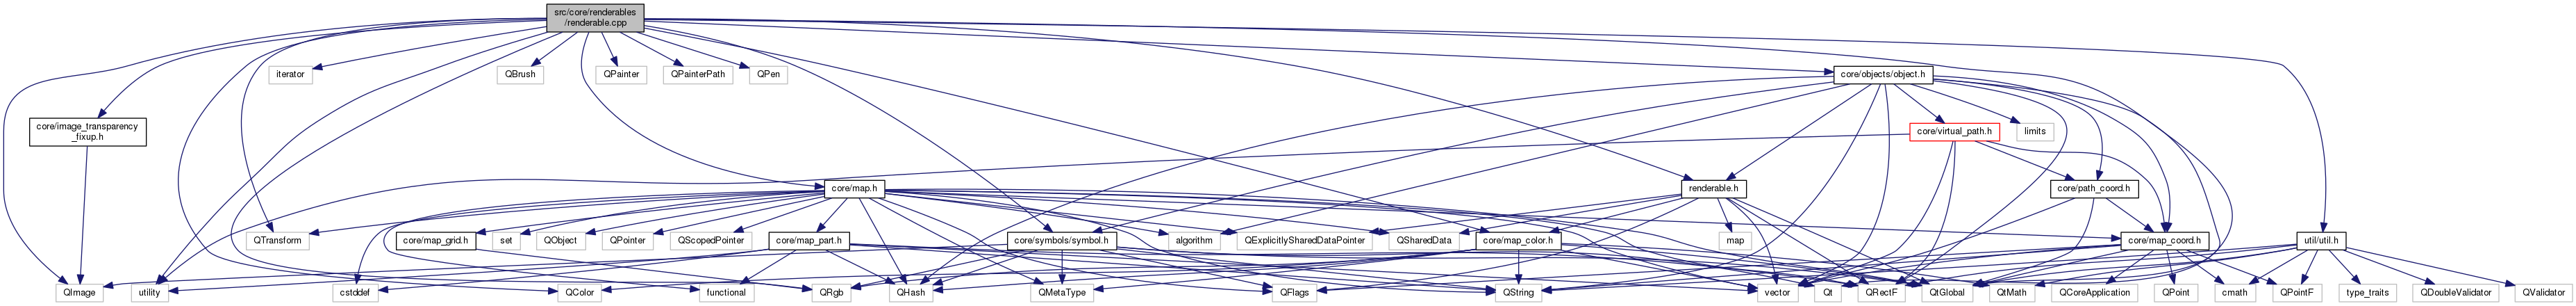 src/core/renderables
/renderable.cpp
iterator
QBrush
QPainter
QPainterPath
QPen
core/objects/object.h
core/image_transparency
_fixup.h
core/virtual_path.h
limits
core/map.h
renderable.h
core/path_coord.h
QTransform
core/map_grid.h
set
QObject
QPointer
QScopedPointer
core/map_part.h
core/symbols/symbol.h
algorithm
QExplicitlySharedDataPointer
QSharedData
map
core/map_color.h
core/map_coord.h
util/util.h
QImage
utility
cstddef
QColor
functional
QRgb
QHash
QMetaType
QFlags
QString
vector
Qt
QRectF
QtGlobal
QtMath
QCoreApplication
QPoint
cmath
QPointF
type_traits
QDoubleValidator
QValidator